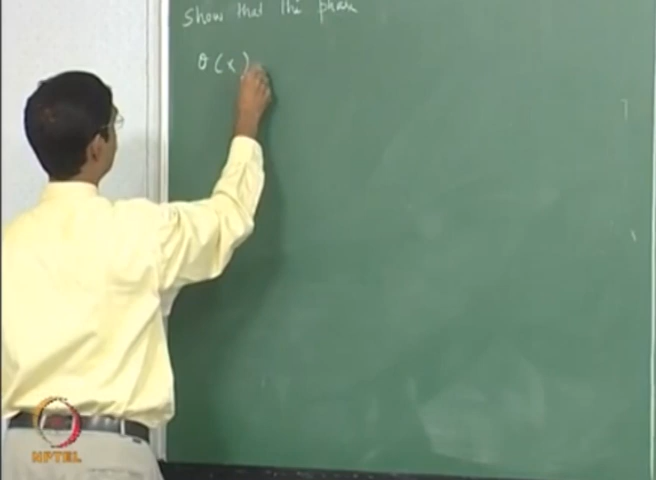 Show that the phase
θ(x)
NPTEL